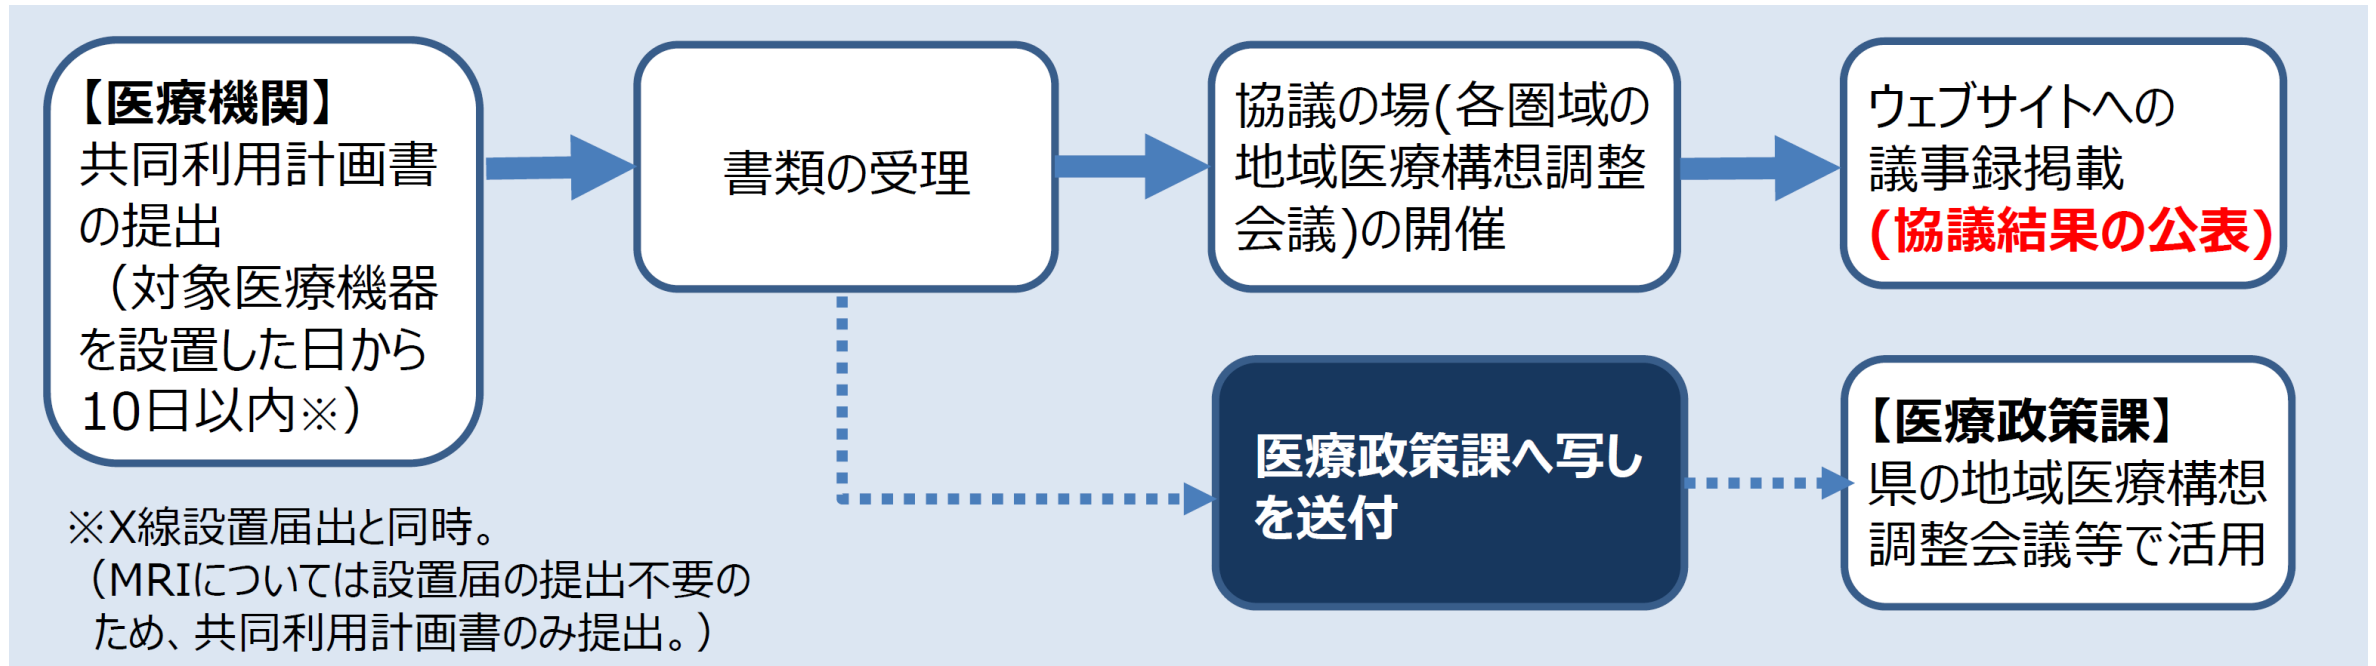 【医療機関】
共同利用計画書
の提出
（対象医療機器
を設置した日から
10日以内※）
書類の受理
協議の場(各圏域の
地域医療構想調整
会議)の開催
ウェブサイトへの
議事録掲載
(協議結果の公表)
医療政策課へ写し
を送付
【医療政策課】
県の地域医療構想
調整会議等で活用
※X線設置届出と同時。
（MRIについては設置届の提出不要の
ため、共同利用計画書のみ提出。）